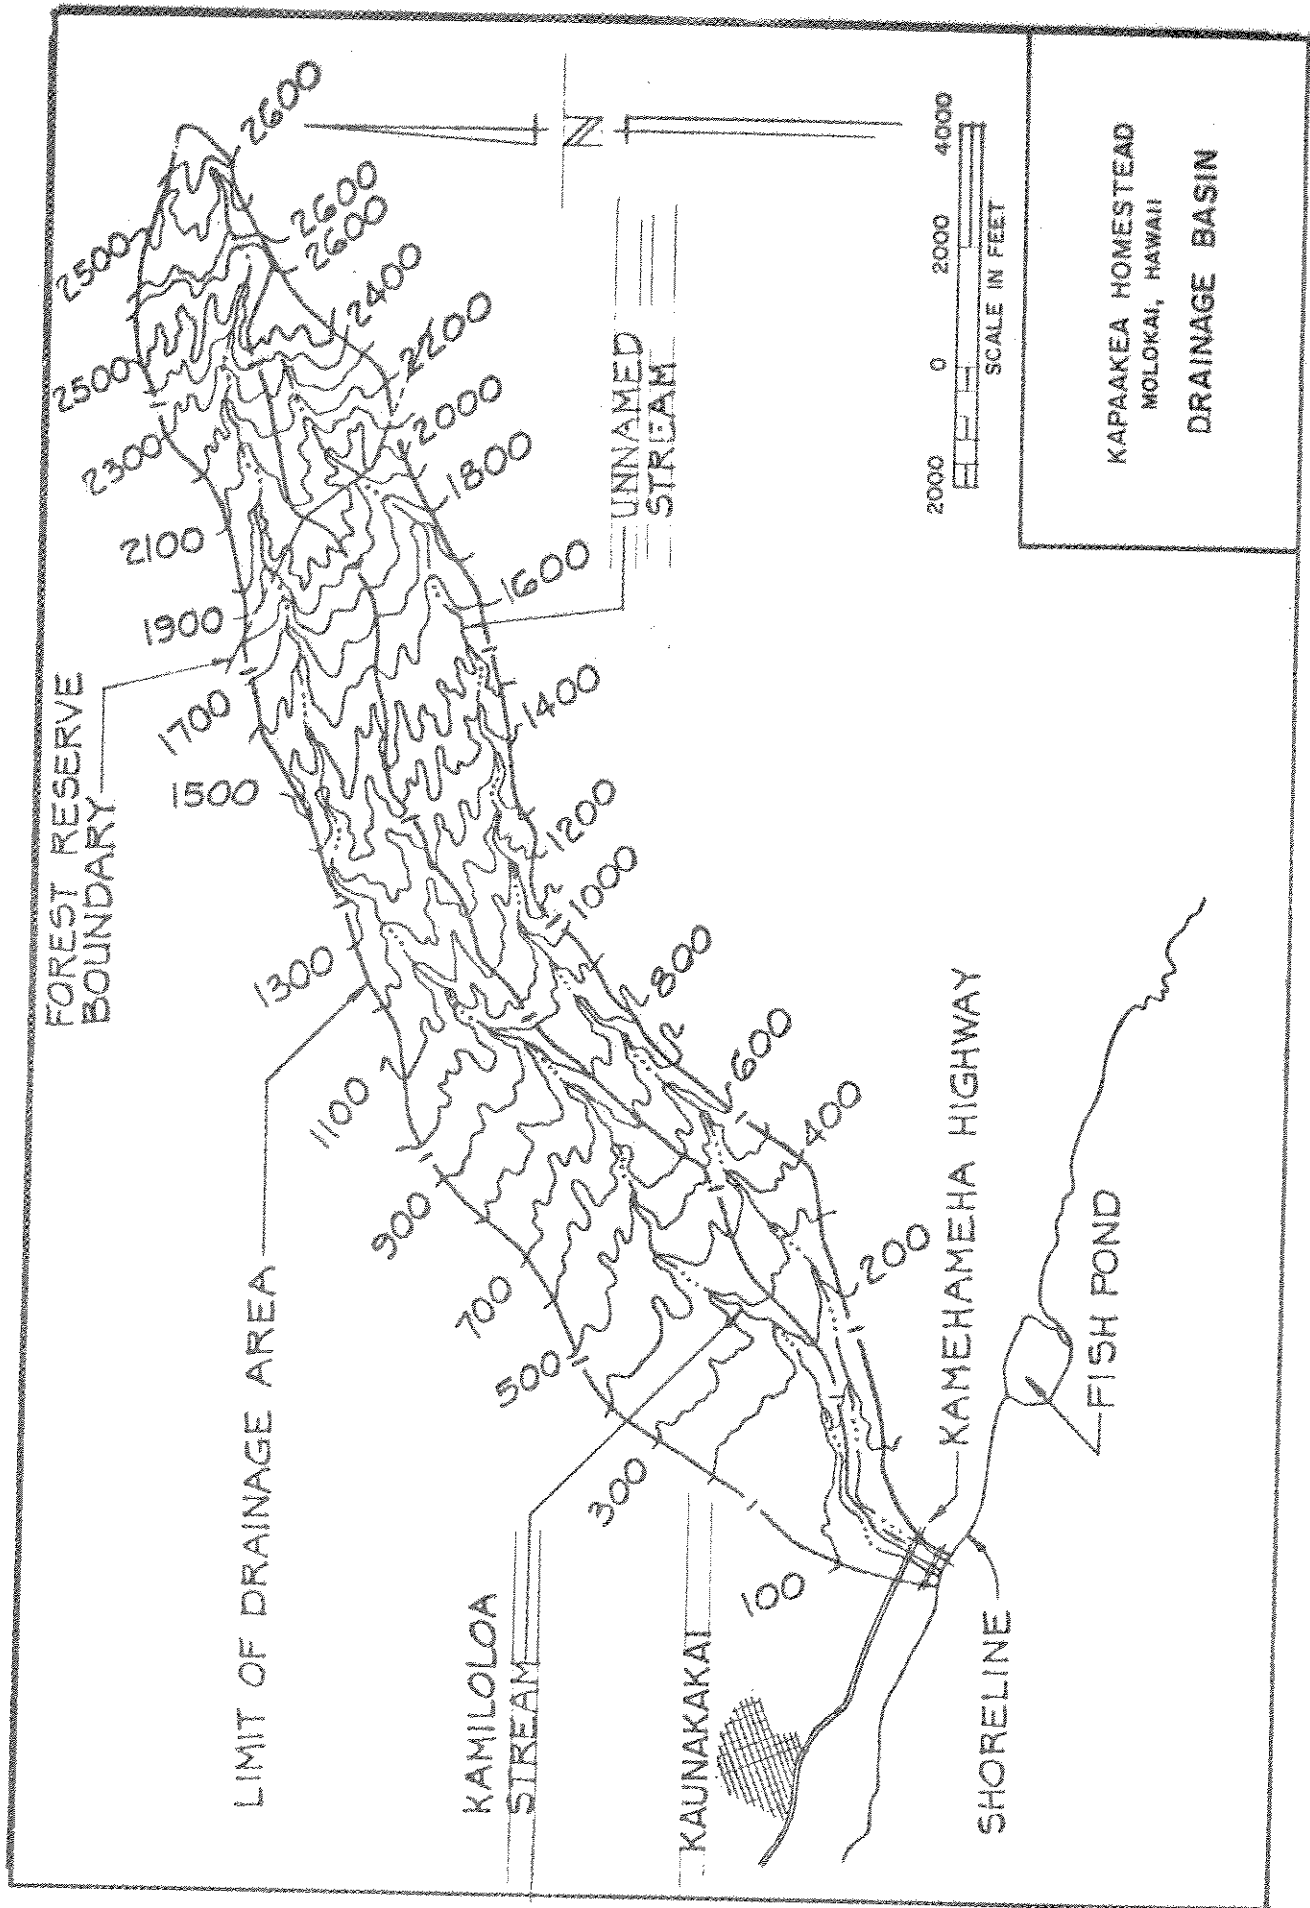 FOREST RESERVE
BOUNDARY
LIMIT OF DRAINAGE AREA
KAMILOLOA
STREAM
KAUNAKAKAI
SHORELINE
FISH POND
KAMEHAMEHA HIGHWAY
UNNAMED
STREAM
N
2500
2500
2300
2100
1900
1700
1500
1300
1100
900
700
500
300
100
2600
2600
2600
2400
2200
2000
1800
1600
1400
1200
1000
800
600
400
200
2000 0 2000 4000
SCALE IN FEET
KAPAAKEA HOMESTEAD
MOLOKAI, HAWAII
DRAINAGE BASIN